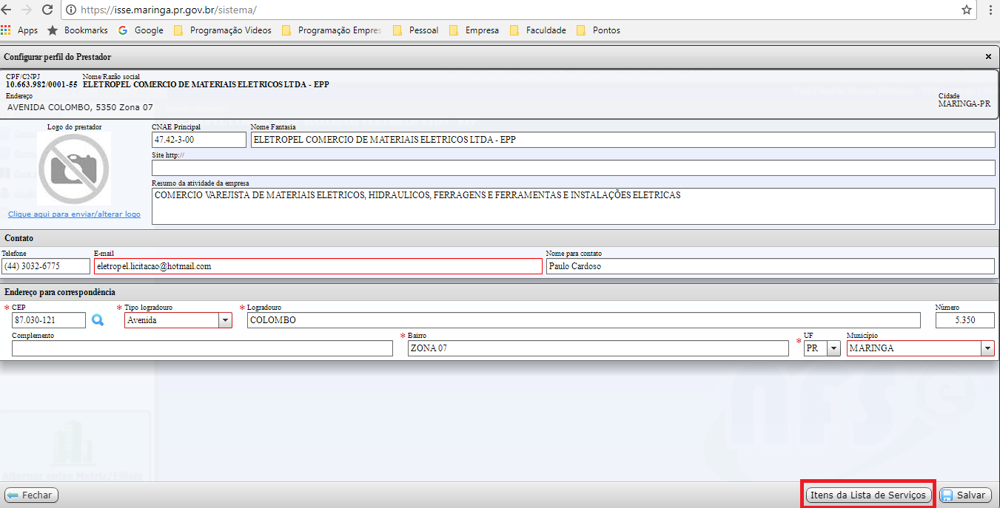 https://isse.maringa.pr.gov.br/sistema/
Apps Bookmarks Google Programação Videos Programação Empres Pessoal Empresa Faculdade Pontos
Configurar perfil do Prestador
CPF/CNPJ Nome/Razão social
10.663.982/0001-55 ELETROPEL COMERCIO DE MATERIAIS ELETRICOS LTDA - EPP
Endereço Cidade
AVENIDA COLOMBO, 5350 Zona 07 MARINGA-PR
Logo do prestador CNAE Principal Nome Fantasia
47.42-3-00 ELETROPEL COMERCIO DE MATERIAIS ELETRICOS LTDA - EPP
Site http://
Resumo da atividade da empresa
COMERCIO VAREJISTA DE MATERIAIS ELETRICOS, HIDRAULICOS, FERRAGENS E FERRAMENTAS E INSTALAÇÕES ELETRICAS
Clique aqui para enviar/alterar logo
Contato
Telefone E-mail Nome para contato
(44) 3032-6775 eletropel.licitacao@hotmail.com Paulo Cardoso
Endereço para correspondência
* CEP * Tipo logradouro * Logradouro Número
87.030-121 Avenida COLOMBO 5.350
Complemento * Bairro * UF Município
ZONA 07 PR MARINGA
NFS e
Alternar entre Matriz/Filiais
Fechar Itens da Lista de Serviços Salvar